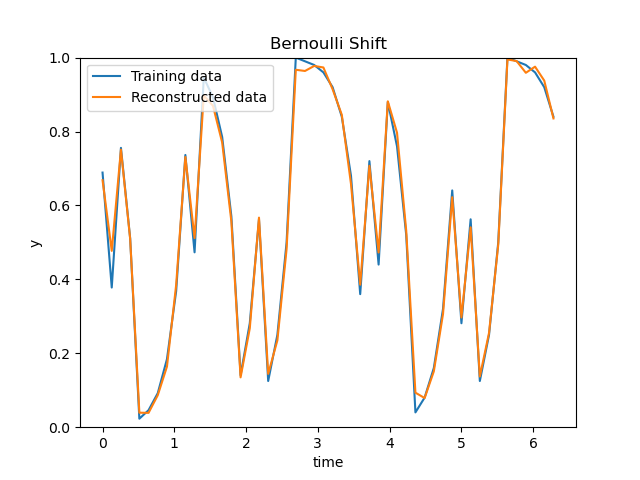 Bernoulli Shift
Training data
Reconstructed data
1.0
0.8
0.6
0.4
0.2
0.0
y
0 1 2 3 4 5 6
time